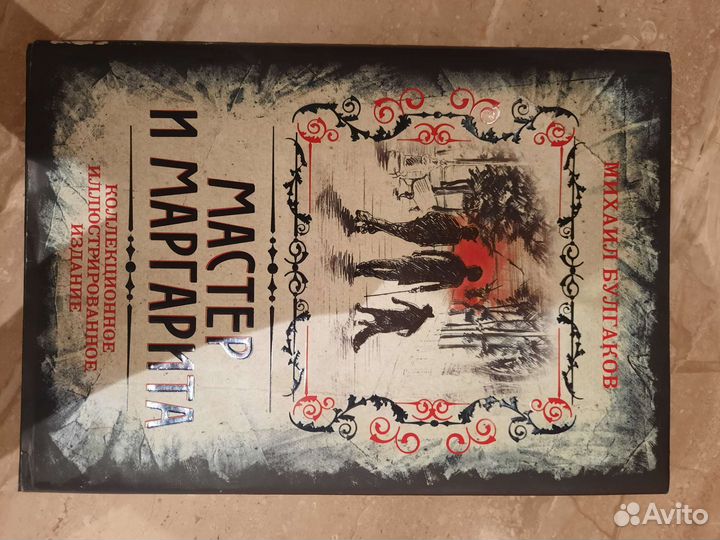 МИХАИЛ БУЛГАКОВ
МАСТЕР
И МАРГАРИТА
КОЛЛЕКЦИОННОЕ
ИЛЛЮСТРИРОВАННОЕ
ИЗДАНИЕ
Avito